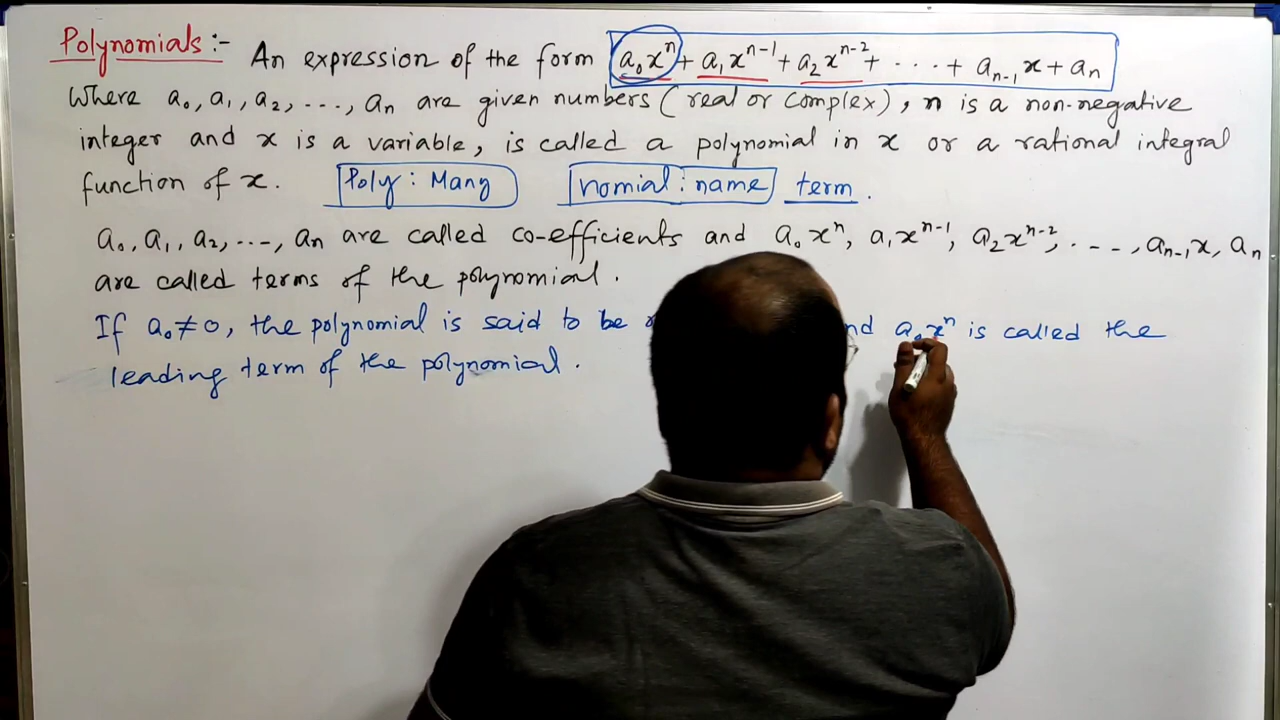 Polynomials :- An expression of the form a₀xⁿ + a₁xⁿ⁻¹ + a₂xⁿ⁻² + . . . + aₙ₋₁x + aₙ
Where a₀, a₁, a₂, ..., aₙ are given numbers (real or complex), n is a non-negative
integer and x is a variable, is called a polynomial in x or a rational integral
function of x. Poly : Many nomial : name term.
a₀, a₁, a₂, ..., aₙ are called co-efficients and a₀xⁿ, a₁xⁿ⁻¹, a₂xⁿ⁻², . - - , aₙ₋₁x, aₙ
are called terms of the polynomial.
If a₀≠0, the polynomial is said to be nd a₀xⁿ is called the
leading term of the polynomial.